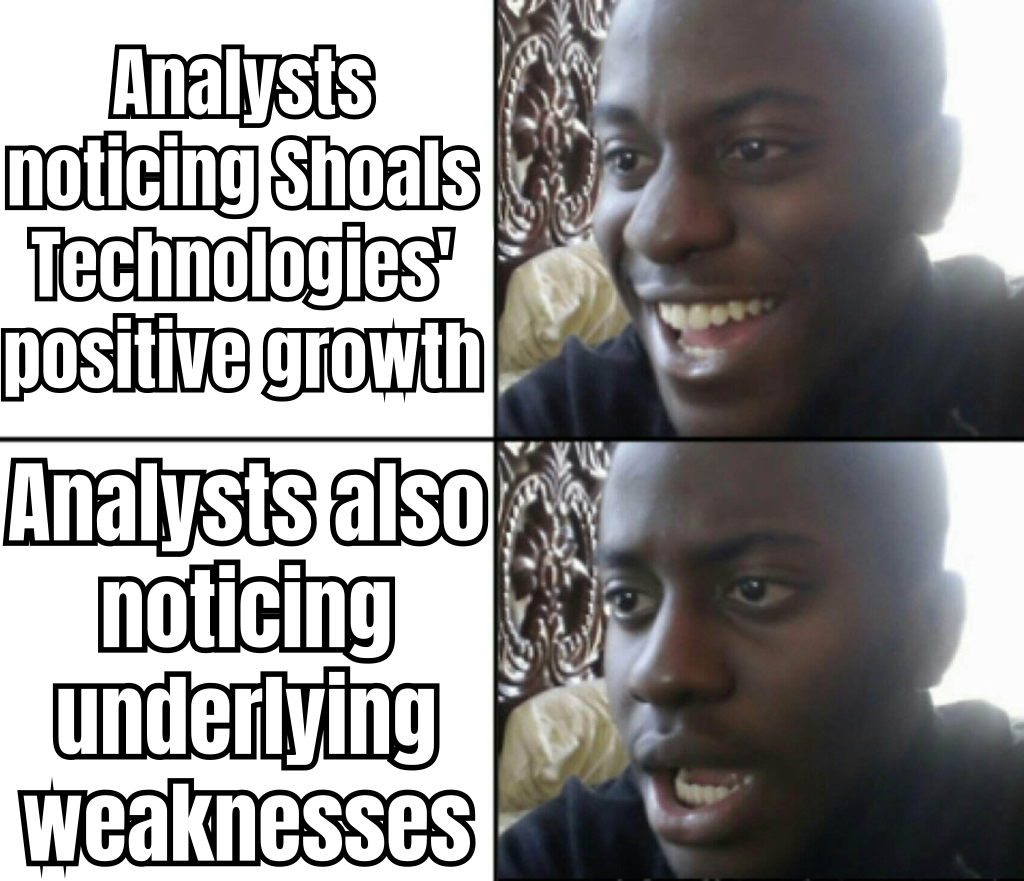 Analysts
noticing Shoals
Technologies'
positive growth
Analysts also
noticing
underlying
weaknesses